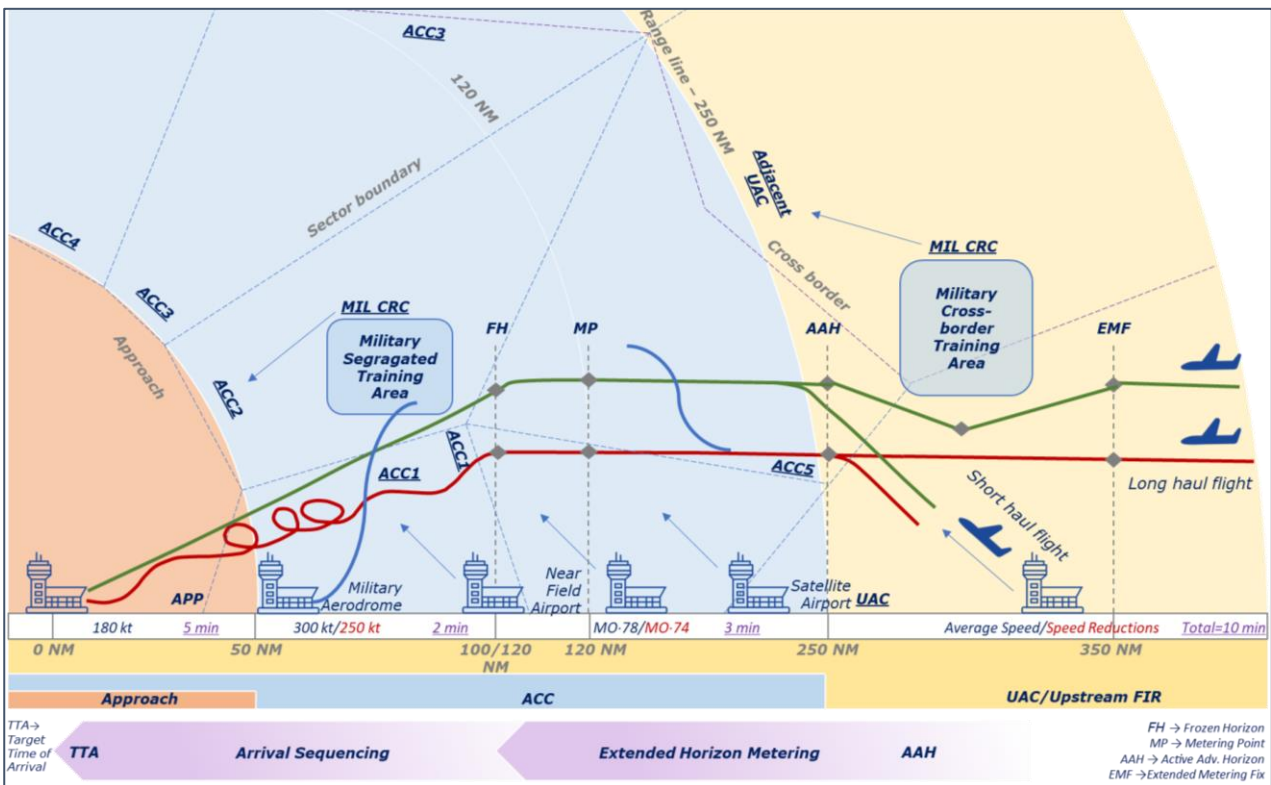 ACC3
120 NM
Range line – 250 NM
Sector boundary
Adjacent
UAC
ACC4
ACC3
ACC2
Approach
MIL CRC
Military
Segragated
Training
Area
FH
MP
AAH
Cross border
MIL CRC
Military
Cross-
border
Training
Area
EMF
ACC1
ACC1
ACC5
Long haul flight
Short haul flight
APP
Military
Aerodrome
Near
Field
Airport
Satellite
Airport
UAC
180 kt
5 min
300 kt/250 kt
2 min
MO·78/MO·74
3 min
Average Speed/Speed Reductions
Total=10 min
0 NM
50 NM
100/120
NM
120 NM
250 NM
350 NM
Approach
ACC
UAC/Upstream FIR
TTA→
Target
Time of
Arrival
TTA
Arrival Sequencing
Extended Horizon Metering
AAH
FH → Frozen Horizon
MP → Metering Point
AAH → Active Adv. Horizon
EMF →Extended Metering Fix